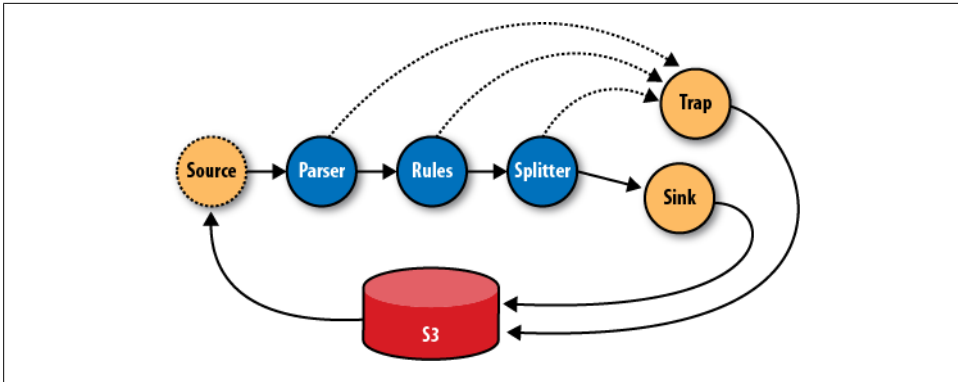 Trap
Source
Parser
Rules
Splitter
Sink
S3